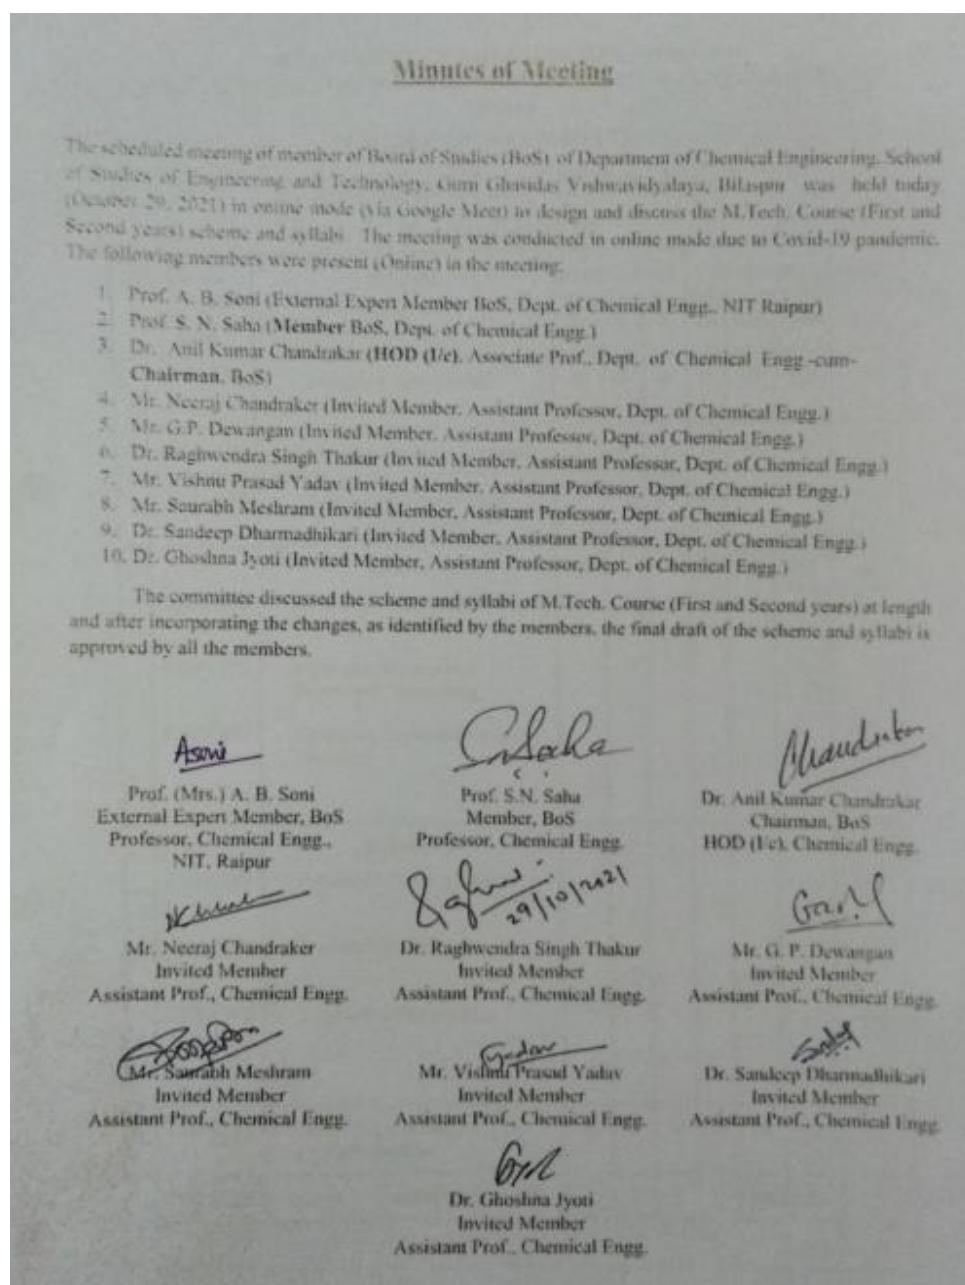 Minutes of Meeting
The scheduled meeting of member of Board of Studies (BoS) of Department of Chemical Engineering, School
of Studies of Engineering and Technology, Guru Ghasidas Vishwavidyalaya, Bilaspur was held today
(October 29, 2021) in online mode (via Google Meet) to design and discuss the M.Tech. Course (First and
Second years) scheme and syllabi. The meeting was conducted in online mode due to Covid-19 pandemic.
The following members were present (Online) in the meeting.
1. Prof. A. B. Soni (External Expert Member BoS, Dept. of Chemical Engg., NIT Raipur)
2. Prof. S. N. Saha (Member BoS, Dept. of Chemical Engg.)
3. Dr. Anil Kumar Chandrakar (HOD (I/c), Associate Prof., Dept. of Chemical Engg.-cum-
Chairman, BoS)
4. Mr. Neeraj Chandraker (Invited Member, Assistant Professor, Dept. of Chemical Engg.)
5. Mr. G.P. Dewangan (Invited Member, Assistant Professor, Dept. of Chemical Engg.)
6. Dr. Raghwendra Singh Thakur (Invited Member, Assistant Professor, Dept. of Chemical Engg.)
7. Mr. Vishnu Prasad Yadav (Invited Member, Assistant Professor, Dept. of Chemical Engg.)
8. Mr. Saurabh Meshram (Invited Member, Assistant Professor, Dept. of Chemical Engg.)
9. Dr. Sandeep Dharmadhikari (Invited Member, Assistant Professor, Dept. of Chemical Engg.)
10. Dr. Ghoshna Jyoti (Invited Member, Assistant Professor, Dept. of Chemical Engg.)
The committee discussed the scheme and syllabi of M.Tech. Course (First and Second years) at length
and after incorporating the changes, as identified by the members, the final draft of the scheme and syllabi is
approved by all the members.
Asoni
Prof. (Mrs.) A. B. Soni
External Expert Member, BoS
Professor, Chemical Engg.,
NIT, Raipur
Saha
Prof. S.N. Saha
Member, BoS
Professor, Chemical Engg.
Chandrakar
Dr. Anil Kumar Chandrakar
Chairman, BoS
HOD (I/c), Chemical Engg.
Mr. Neeraj Chandraker
Invited Member
Assistant Prof., Chemical Engg.
29/10/2021
Dr. Raghwendra Singh Thakur
Invited Member
Assistant Prof., Chemical Engg.
Mr. G. P. Dewangan
Invited Member
Assistant Prof., Chemical Engg.
Mr. Saurabh Meshram
Invited Member
Assistant Prof., Chemical Engg.
Yadav
Mr. Vishnu Prasad Yadav
Invited Member
Assistant Prof., Chemical Engg.
Dr. Sandeep Dharmadhikari
Invited Member
Assistant Prof., Chemical Engg.
Dr. Ghoshna Jyoti
Invited Member
Assistant Prof., Chemical Engg.